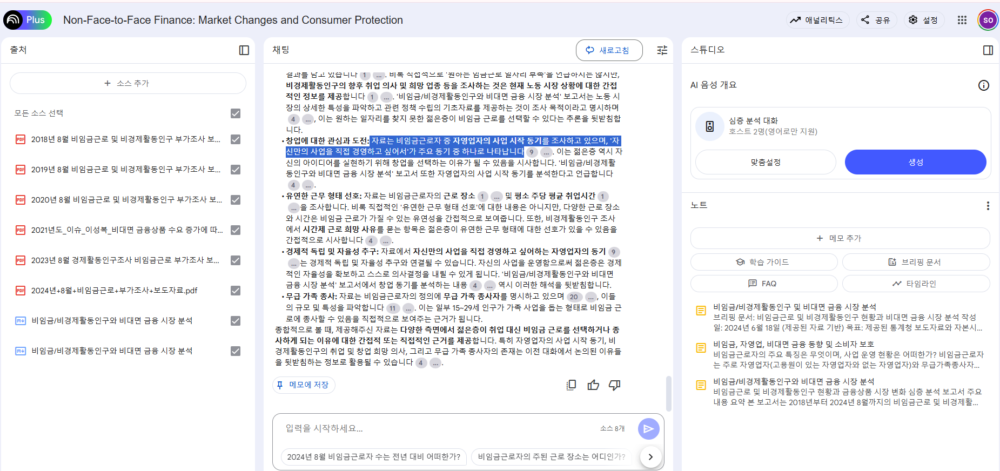 Plus
Non-Face-to-Face Finance: Market Changes and Consumer Protection
애널리틱스
공유
설정
SO
출처
소스 추가
모든 소스 선택
2018년 8월 비임금근로 및 비경제활동인구 부가조사 보...
2019년 8월 비임금근로 및 비경제활동인구 부가조사 보...
2020년 8월 비임금근로 및 비경제활동인구 부가조사 보...
2021년도_이슈_이성복_비대면 금융상품 수요 증가에 따...
2023년 8월 경제활동인구조사 비임금근로 부가조사 보...
2024년+8월+비임금근로+부가조사+보도자료.pdf
비임금/비경제활동인구와 비대면 금융 시장 분석
비임금/비경제활동인구와 비대면 금융 시장 분석
채팅
새로고침
결과를 담고 있습니다 1 ... . 비록 직접적으로 '원하는 임금근로 일자리 부족'을 언급하지는 않지만,
비경제활동인구의 향후 취업 의사 및 희망 업종 등을 조사하는 것은 현재 노동 시장 상황에 대한 간접
적인 정보를 제공합니다 1 ... . '비임금/비경제활동인구와 비대면 금융 시장 분석' 보고서는 노동 시
장의 상세한 특성을 파악하고 관련 정책 수립의 기초자료를 제공하는 것이 조사 목적이라고 명시하며
4 ... , 이는 원하는 일자리를 찾지 못한 젊은층이 비임금 근로를 선택할 수 있다는 추론을 뒷받침합
니다.
• 창업에 대한 관심과 도전: 자료는 비임금근로자 중 자영업자의 사업 시작 동기를 조사하고 있으며, '자
신만의 사업을 직접 경영하고 싶어서'가 주요 동기 중 하나로 나타납니다 9 ... . 이는 젊은층 역시 자
신의 아이디어를 실현하기 위해 창업을 선택하는 이유가 될 수 있음을 시사합니다. '비임금/비경제활
동인구와 비대면 금융 시장 분석' 보고서 또한 자영업자의 사업 시작 동기를 분석한다고 언급합니다
4 ... .
• 유연한 근무 형태 선호: 자료는 비임금근로자의 근로 장소 1 ... 및 평소 주당 평균 취업시간 1
... 을 조사합니다. 비록 직접적인 '유연한 근무 형태 선호'에 대한 내용은 아니지만, 다양한 근로 장소
와 시간은 비임금 근로가 가질 수 있는 유연성을 간접적으로 보여줍니다. 또한, 비경제활동인구 조사
에서 시간제 근로 희망 사유를 묻는 항목은 젊은층이 유연한 근무 형태에 대한 선호가 있을 수 있음을
간접적으로 시사합니다 4 ... .
• 경제적 독립 및 자율성 추구: 자료에서 자신만의 사업을 직접 경영하고 싶어하는 자영업자의 동기 9
... 는 경제적 독립 및 자율성 추구와 연결될 수 있습니다. 자신의 사업을 운영함으로써 젊은층은 경제
적인 자율성을 확보하고 스스로 의사결정을 내릴 수 있게 됩니다. '비임금/비경제활동인구와 비대면
금융 시장 분석' 보고서에서 창업 동기를 분석하는 내용 4 ... 역시 이러한 해석을 뒷받침합니다.
• 무급 가족 종사: 자료는 비임금근로자의 정의에 무급 가족 종사자를 명시하고 있으며 20 ... , 이들
의 규모 및 특성을 파악합니다 11 ... . 이는 일부 15~29세 인구가 가족 사업을 돕는 형태로 비임금 근
로에 종사할 수 있음을 직접적으로 보여주는 근거가 됩니다.
종합적으로 볼 때, 제공해주신 자료는 다양한 측면에서 젊은층이 취업 대신 비임금 근로를 선택하거나 종
사하게 되는 이유에 대한 간접적 또는 직접적인 근거를 제공합니다. 특히 자영업자의 사업 시작 동기, 비
경제활동인구의 취업 및 창업 희망 의사, 그리고 무급 가족 종사자의 존재는 이전 대화에서 논의된 이유들
을 뒷받침하는 정보로 활용될 수 있습니다 4 ... .
메모에 저장
입력을 시작하세요...
소스 8개
2024년 8월 비임금근로자 수는 전년 대비 어떠한가?
비임금근로자의 주된 근로 장소는 어디인가?
스튜디오
AI 음성 개요
심층 분석 대화
호스트 2명(영어로만 지원)
맞춤설정
생성
노트
메모 추가
학습 가이드
브리핑 문서
FAQ
타임라인
비임금/비경제활동인구 및 비대면 금융 시장 분석
브리핑 문서: 비임금근로 및 비경제활동인구 현황과 비대면 금융 시장 분석 작성
일: 2024년 6월 18일 (제공된 자료 기반) 목표: 제공된 통계청 보도자료와 자본시...
비임금, 자영업, 비대면 금융 동향 및 소비자 보호
비임금근로자의 주요 특징은 무엇이며, 사업 운영 현황은 어떠한가? 비임금근로자
는 주로 자영업자(고용원이 있는 자영업자와 없는 자영업자)와 무급가족종사자...
비임금/비경제활동인구와 비대면 금융 시장 분석
비임금근로 및 비경제활동인구 현황과 금융상품 시장 변화 심층 분석 보고서 주요
내용 요약 본 보고서는 2018년부터 2024년 8월까지의 비임금근로 및 비경제활...